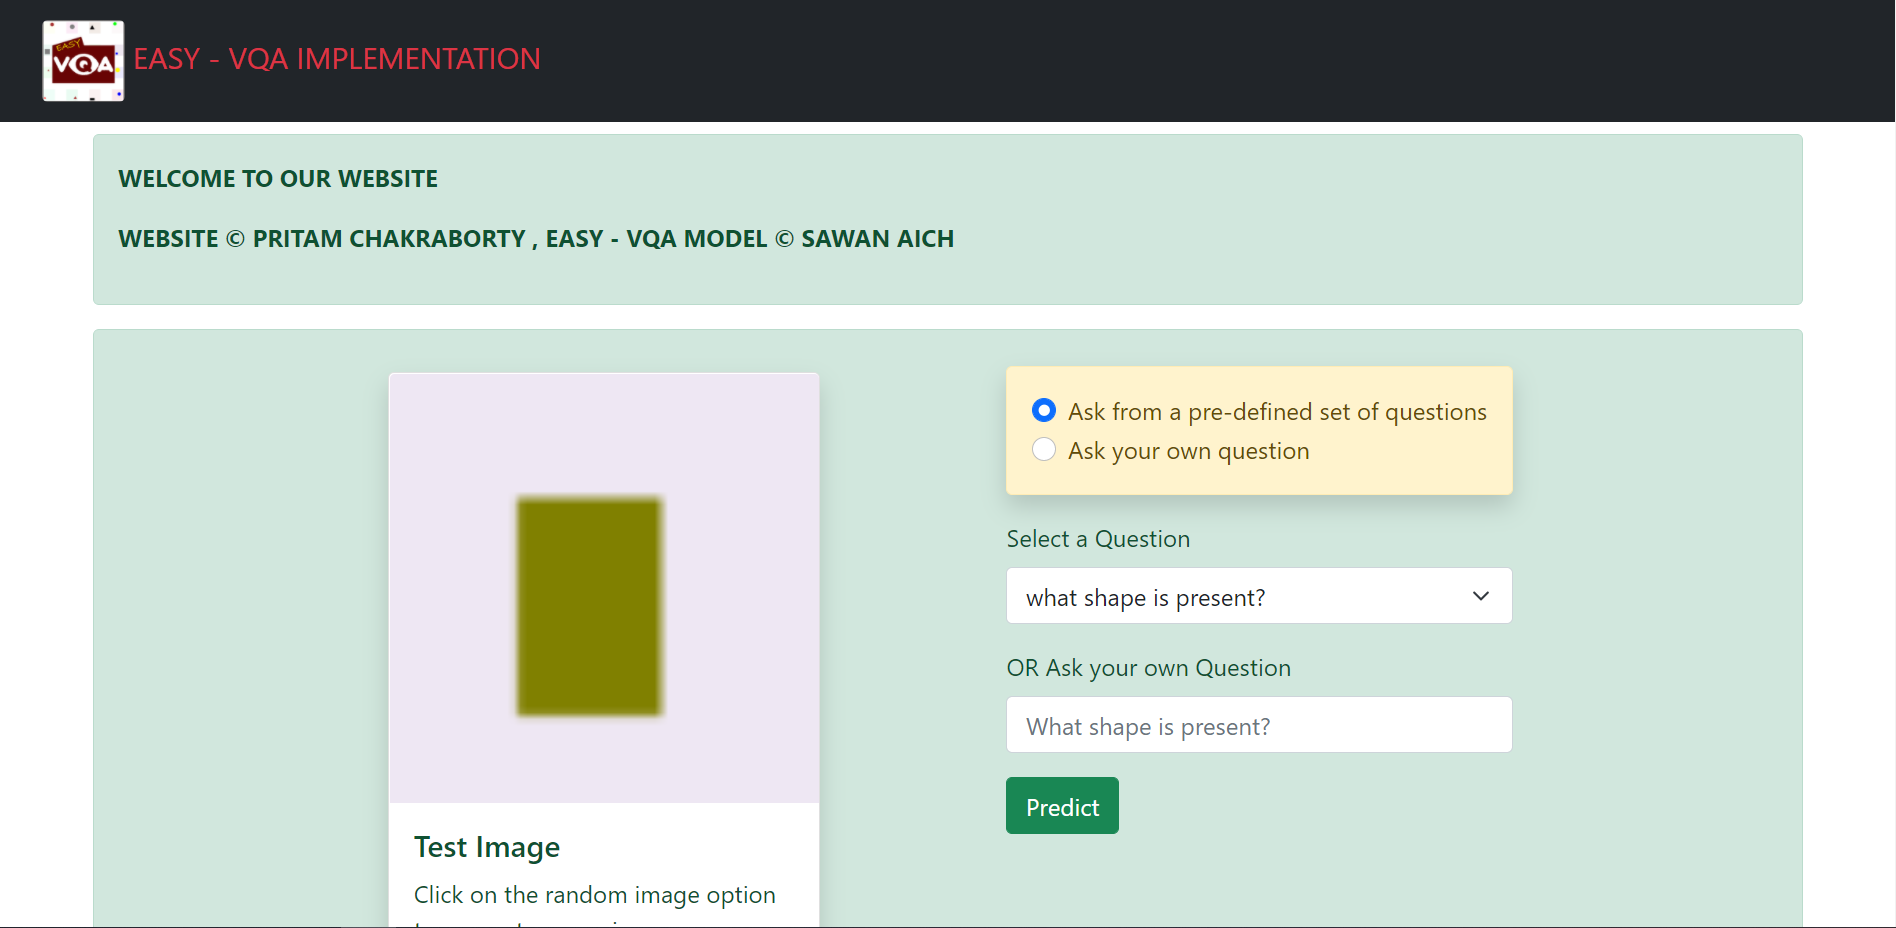 EASY
VQA
EASY - VQA IMPLEMENTATION
WELCOME TO OUR WEBSITE
WEBSITE © PRITAM CHAKRABORTY , EASY - VQA MODEL © SAWAN AICH
Ask from a pre-defined set of questions
Ask your own question
Select a Question
what shape is present?
OR Ask your own Question
What shape is present?
Predict
Test Image
Click on the random image option